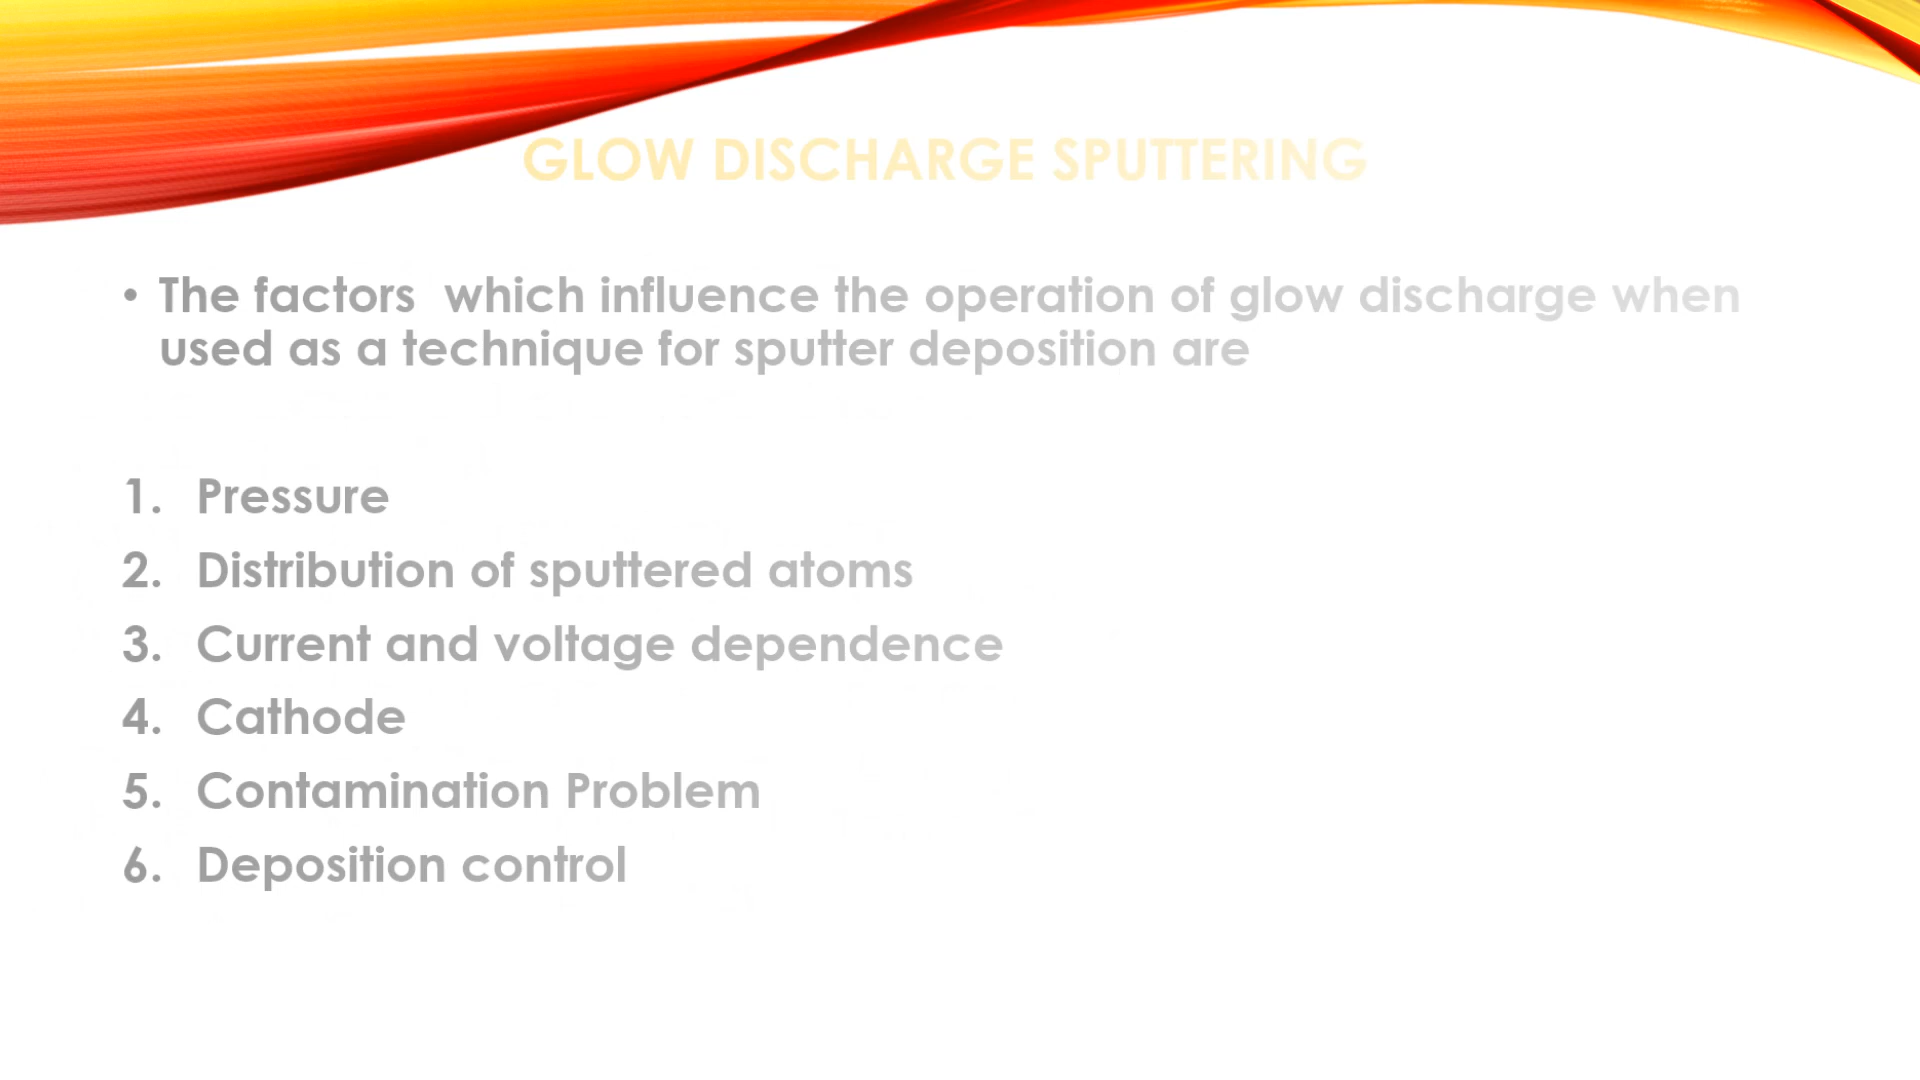 GLOW DISCHARGE SPUTTERING
• The factors  which influence the operation of glow discharge when
used as a technique for sputter deposition are
1. Pressure
2. Distribution of sputtered atoms
3. Current and voltage dependence
4. Cathode
5. Contamination Problem
6. Deposition control